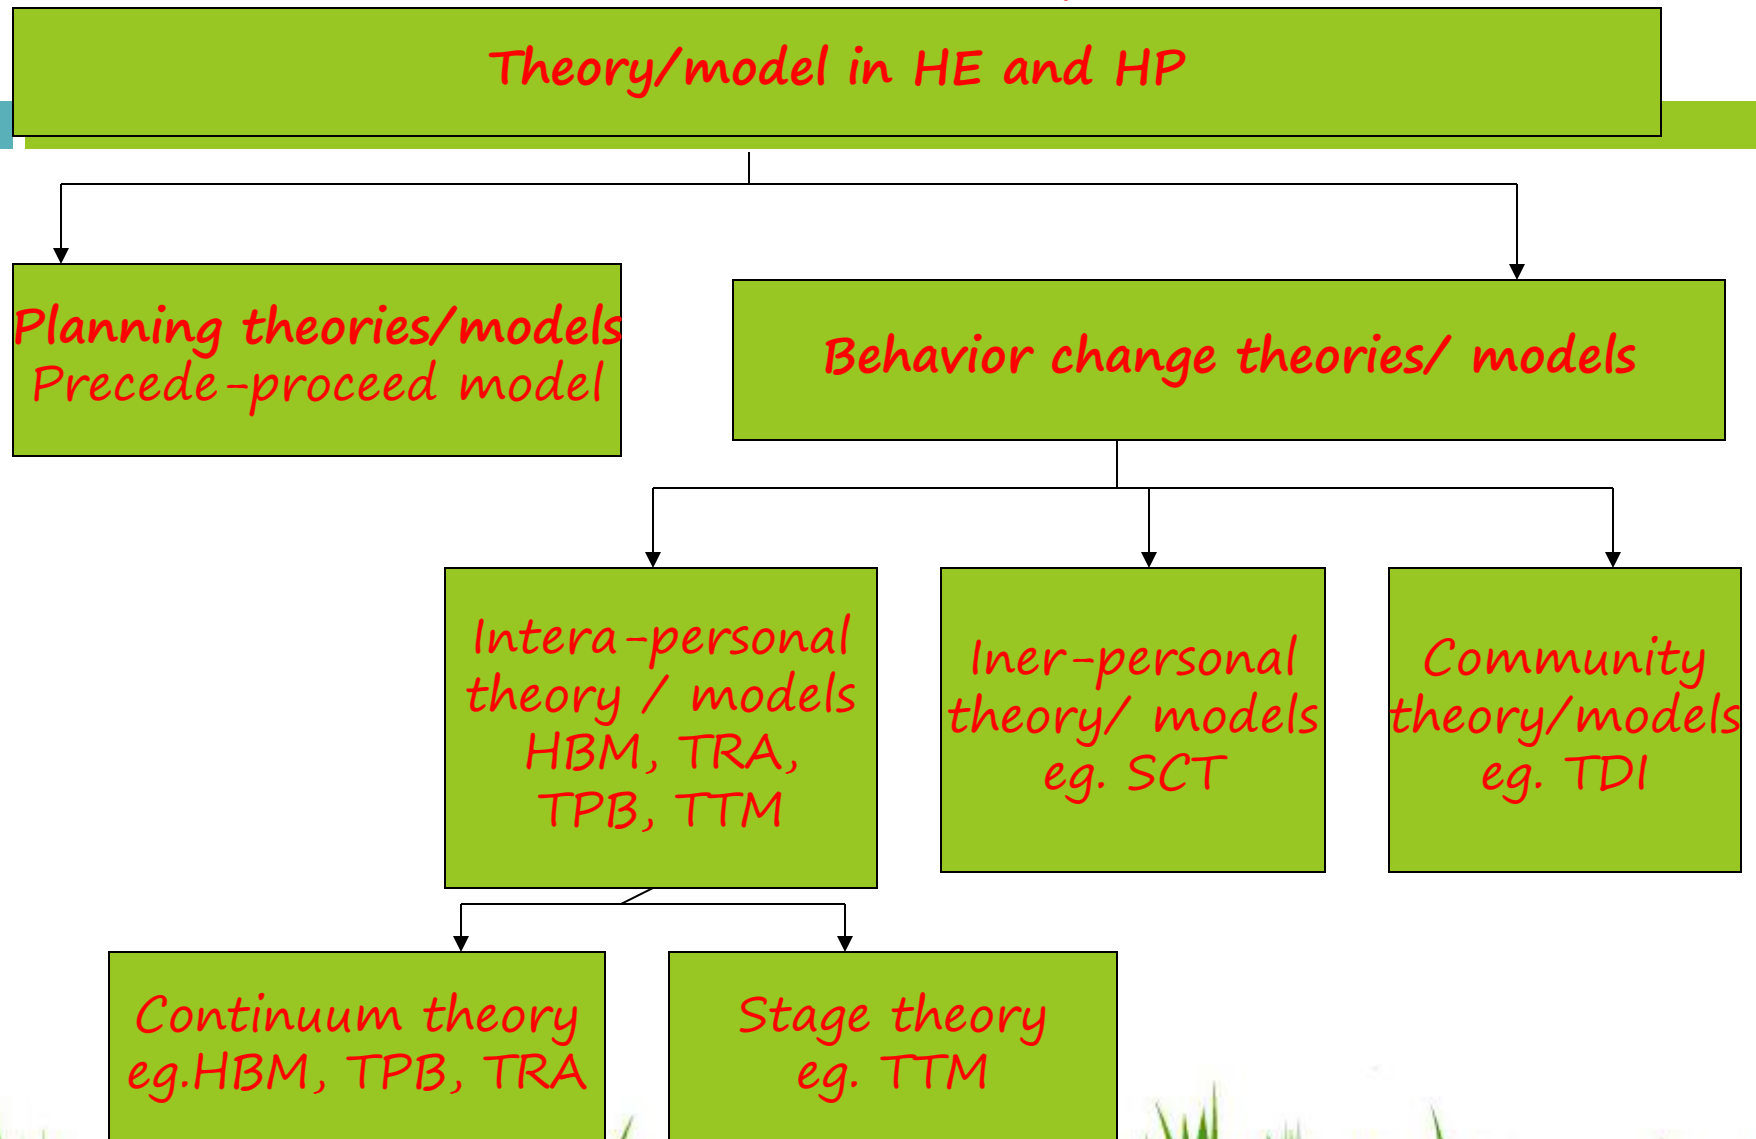 Theory/model in HE and HP
Planning theories/models
Precede-proceed model
Behavior change theories/ models
Intera-personal
theory / models
HBM, TRA,
TPB, TTM
Iner-personal
theory/ models
eg. SCT
Community
theory/models
eg. TDI
Continuum theory
eg.HBM, TPB, TRA
Stage theory
eg. TTM